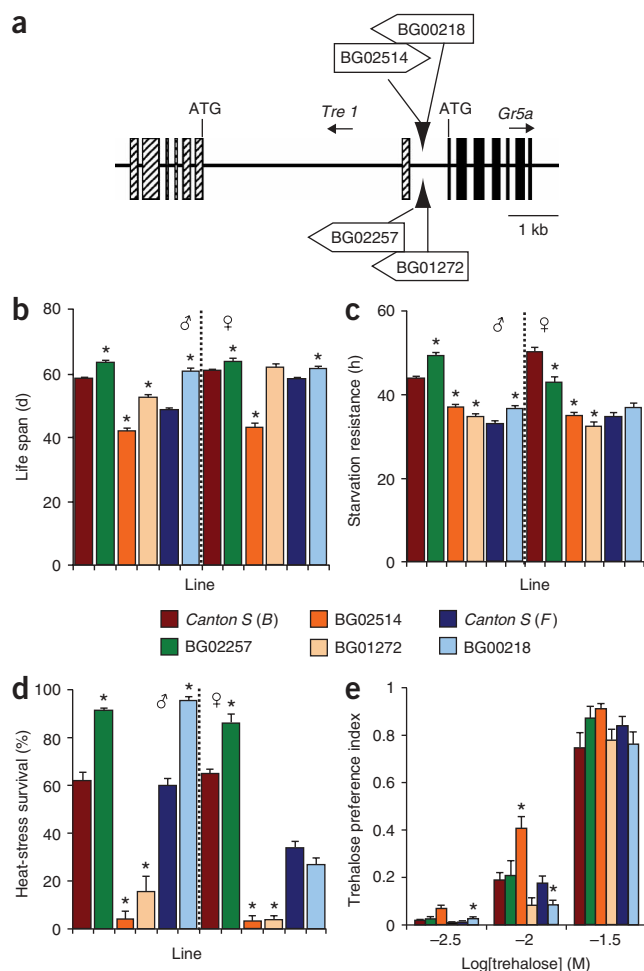 a
BG00218
BG02514
ATG
Tre 1
ATG
Gr5a
BG02257
1 kb
BG01272
b
80
60
40
20
0
Life span (d)
♂
♀
*
*
*
*
*
*
*
Line
c
60
40
20
0
Starvation resistance (h)
♂
♀
*
*
*
*
*
*
*
Line
Canton S (B)
BG02514
Canton S (F)
BG02257
BG01272
BG00218
d
100
80
60
40
20
0
Heat-stress survival (%)
♂
♀
*
*
*
*
*
*
*
Line
e
1
0.8
0.6
0.4
0.2
0
Trehalose preference index
*
*
*
–2.5
–2
–1.5
Log[trehalose] (M)